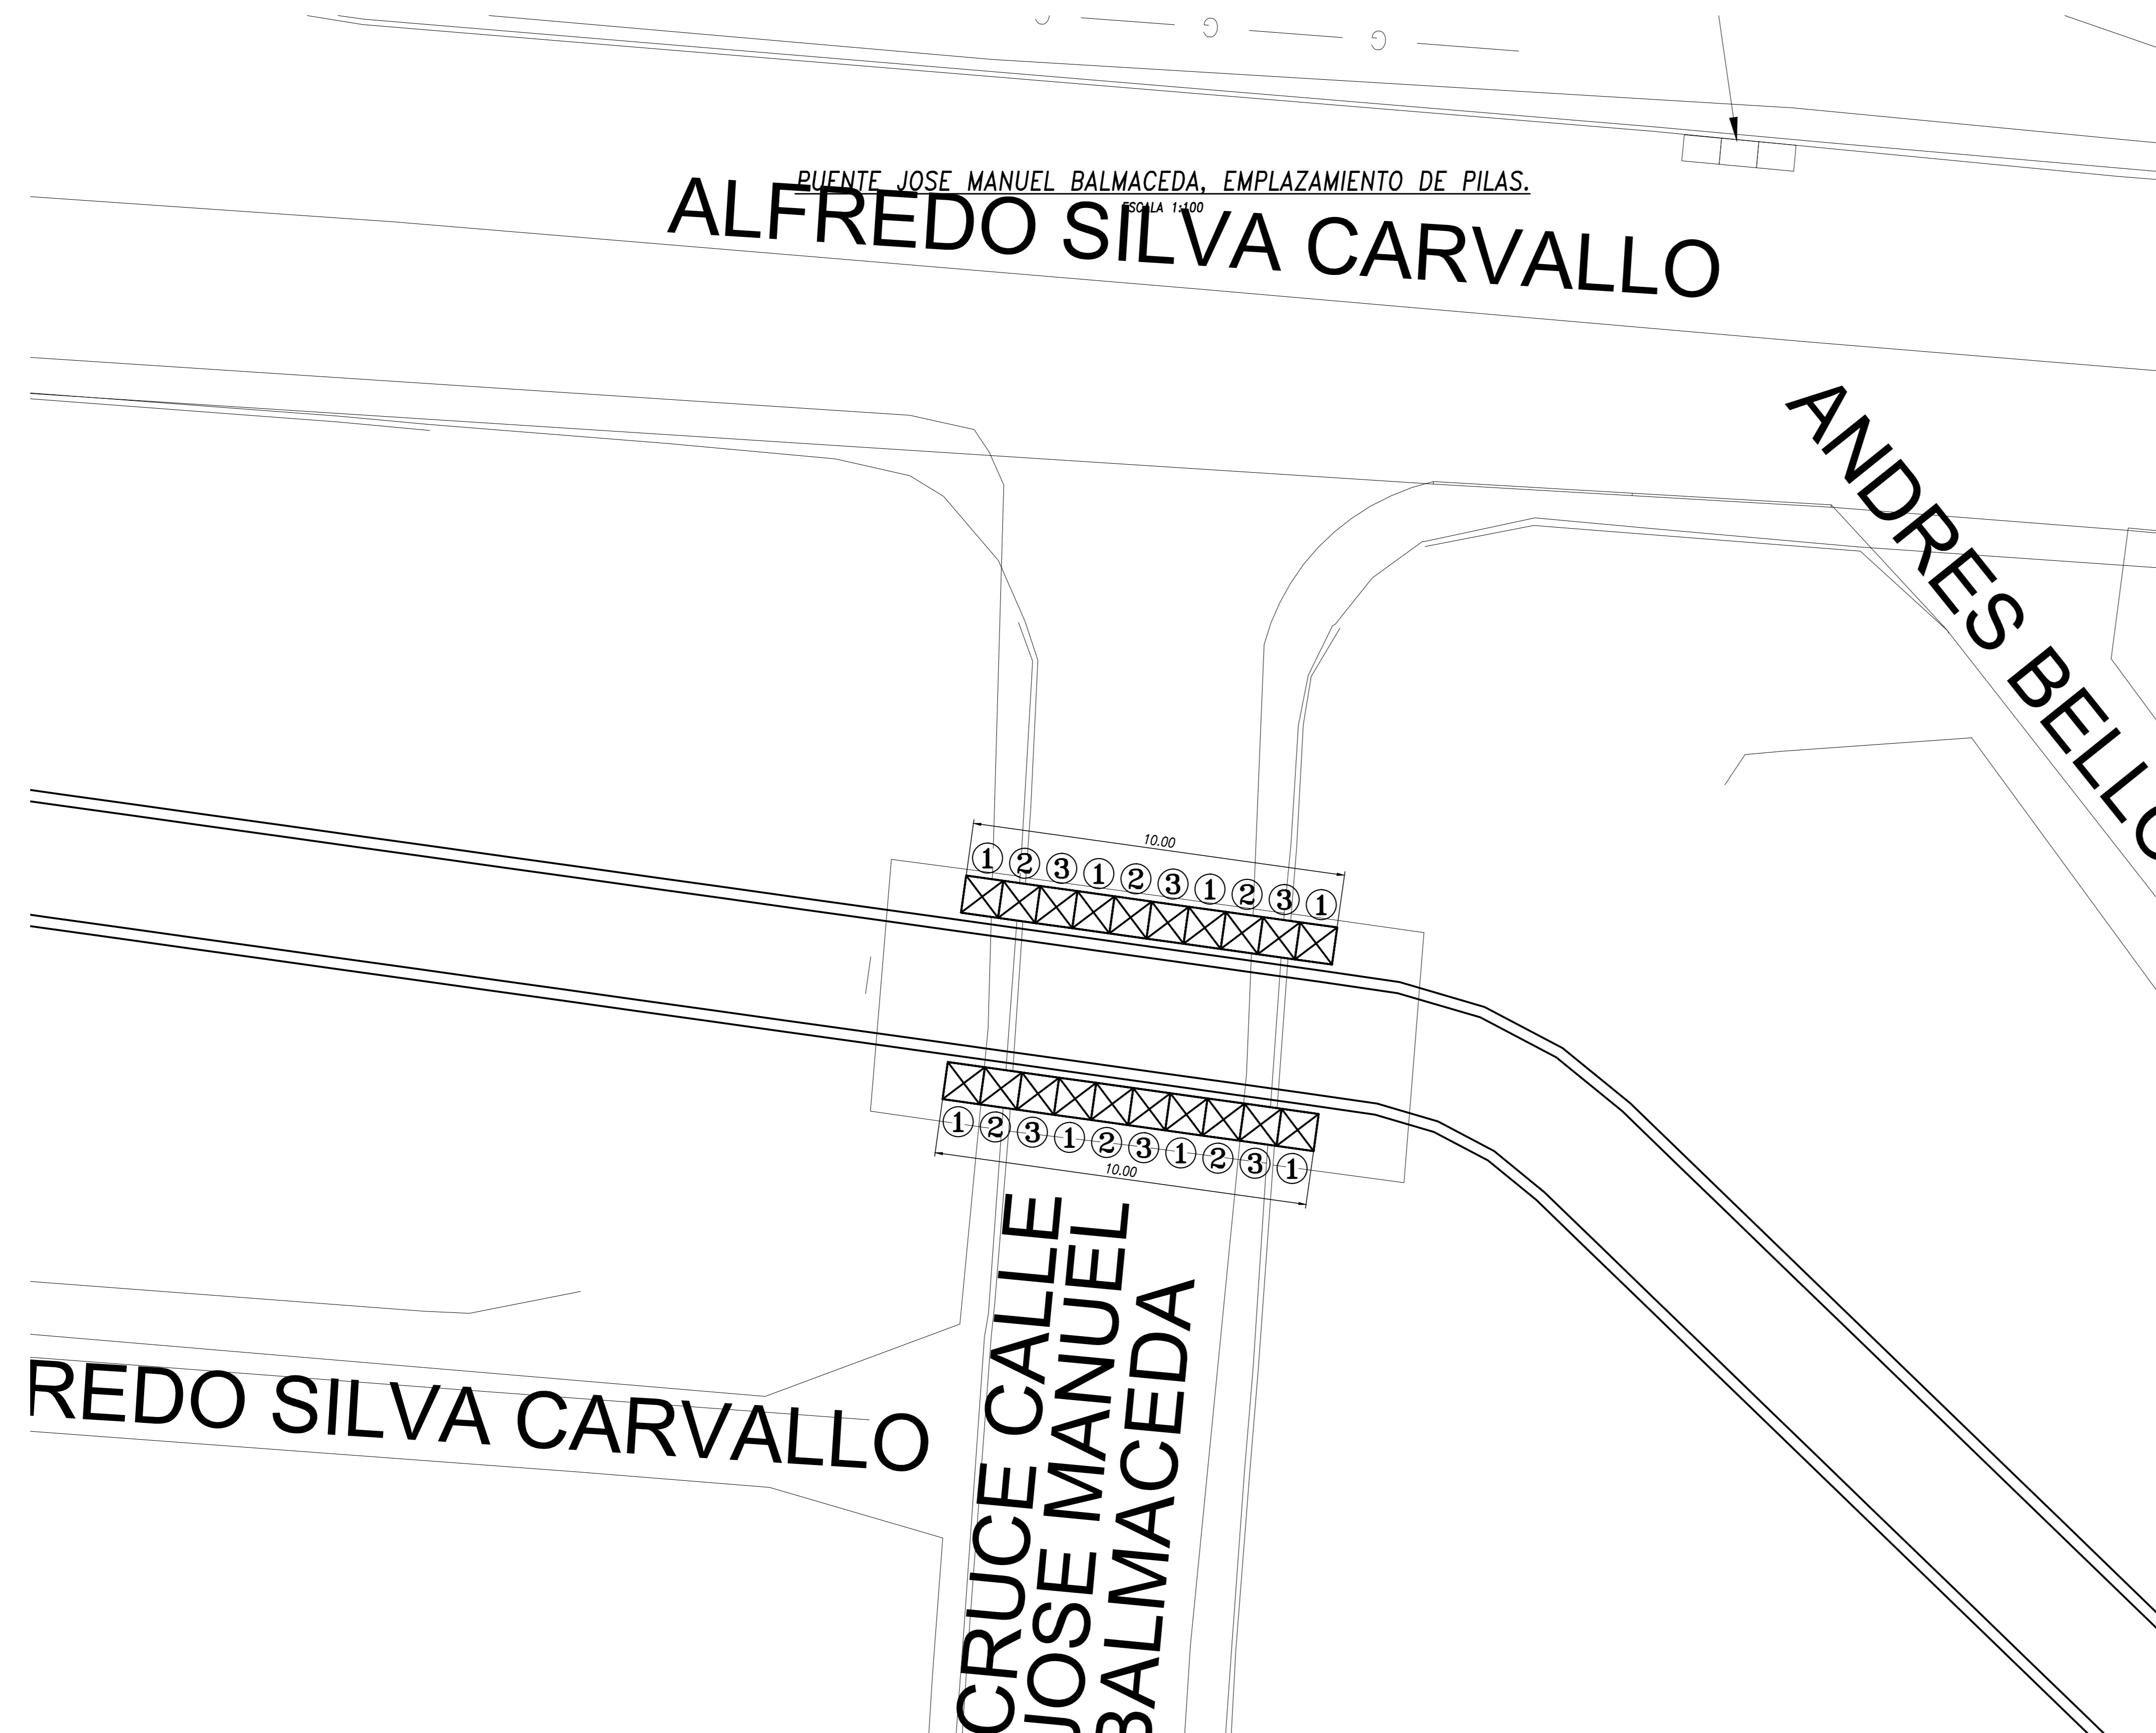 G G G
PUENTE JOSE MANUEL BALMACEDA, EMPLAZAMIENTO DE PILAS.
ESCALA 1:100
ALFREDO SILVA CARVALLO
ANDRES BELLO
10.00
1 2 3 1 2 3 1 2 3 1
1 2 3 1 2 3 1 2 3 1
10.00
REDO SILVA CARVALLO
CRUCE CALLE
JOSE MANUEL
BALMACEDA